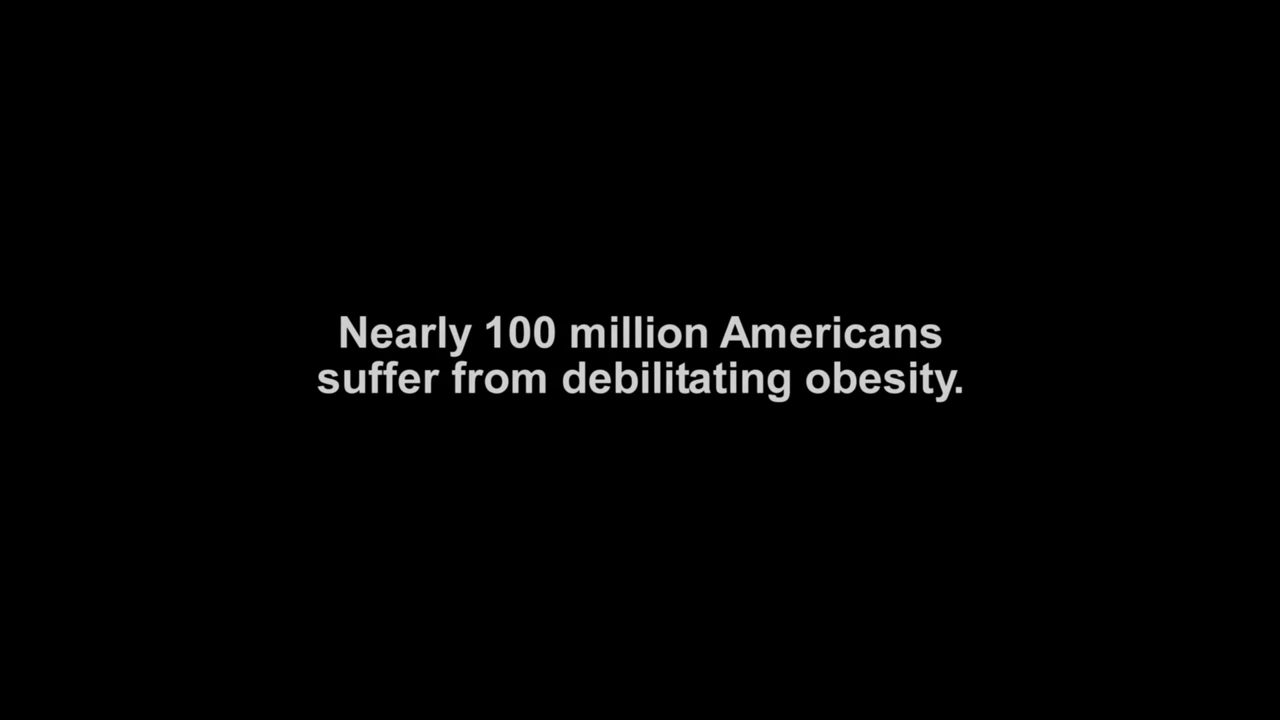 Nearly 100 million Americans
suffer from debilitating obesity.